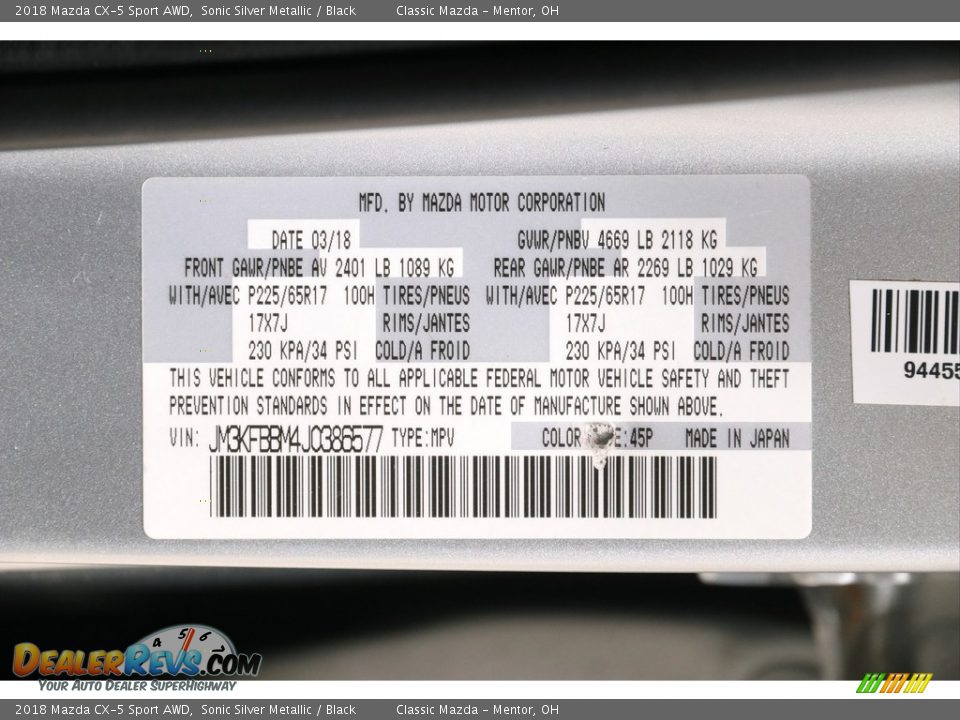 2018 Mazda CX-5 Sport AWD, Sonic Silver Metallic / Black Classic Mazda - Mentor, OH
MFD. BY MAZDA MOTOR CORPORATION
DATE 03/18 GVWR/PNBV 4669 LB 2118 KG
FRONT GAWR/PNBE AV 2401 LB 1089 KG REAR GAWR/PNBE AR 2269 LB 1029 KG
WITH/AVEC P225/65R17 100H TIRES/PNEUS WITH/AVEC P225/65R17 100H TIRES/PNEUS
17X7J RIMS/JANTES 17X7J RIMS/JANTES
230 KPA/34 PSI COLD/A FROID 230 KPA/34 PSI COLD/A FROID
THIS VEHICLE CONFORMS TO ALL APPLICABLE FEDERAL MOTOR VEHICLE SAFETY AND THEFT
PREVENTION STANDARDS IN EFFECT ON THE DATE OF MANUFACTURE SHOWN ABOVE.
VIN: JM3KFBBM4J0386577 TYPE:MPV COLOR E:45P MADE IN JAPAN
94455
4 5 6
DEALERREVS.COM
YOUR AUTO DEALER SUPERHIGHWAY
2018 Mazda CX-5 Sport AWD, Sonic Silver Metallic / Black Classic Mazda - Mentor, OH